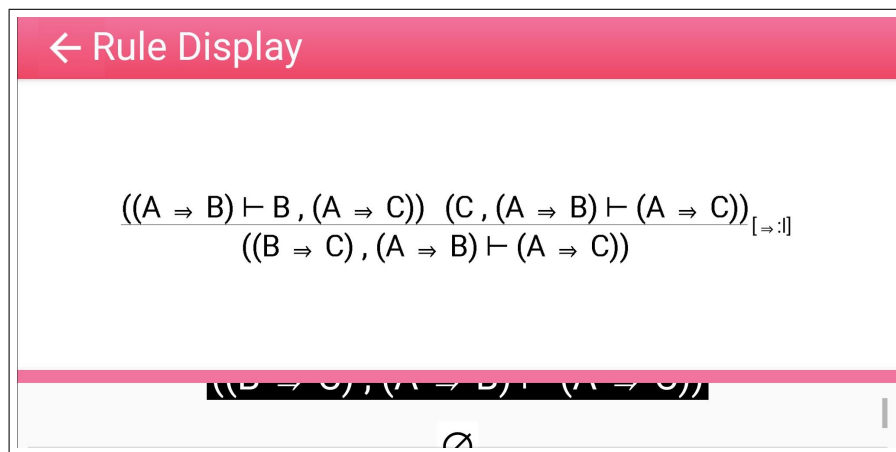 ← Rule Display
((A ⇒ B) ⊢ B , (A ⇒ C)) (C , (A ⇒ B) ⊢ (A ⇒ C))
[⇒:l]
((B ⇒ C) , (A ⇒ B) ⊢ (A ⇒ C))